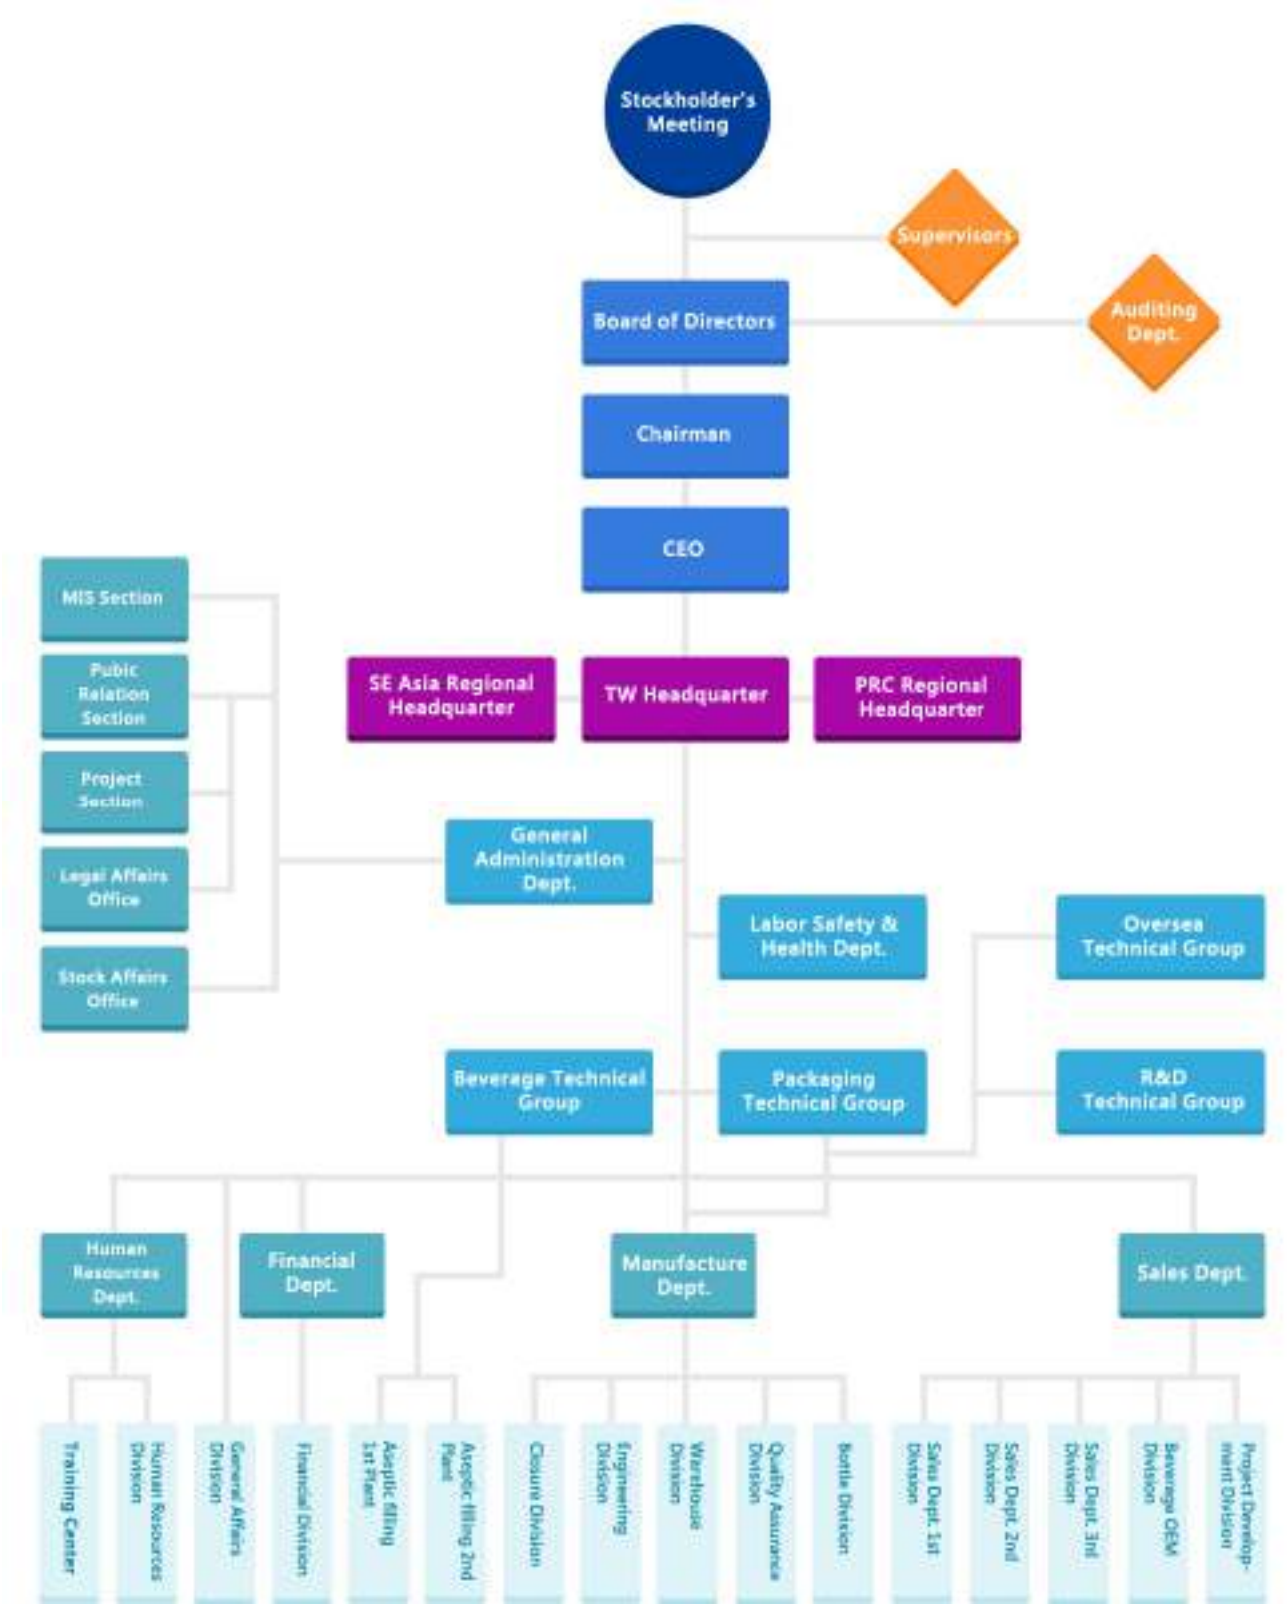 Stockholder's
Meeting
Supervisors
Auditing
Dept.
Board of Directors
Chairman
CEO
MIS Section
Pubic
Relation
Section
Project
Section
Legal Affairs
Office
Stock Affairs
Office
SE Asia Regional
Headquarter
TW Headquarter
PRC Regional
Headquarter
General
Administration
Dept.
Labor Safety &
Health Dept.
Oversea
Technical Group
Beverage Technical
Group
Packaging
Technical Group
R&D
Technical Group
Human
Resources
Dept.
Financial
Dept.
Manufacture
Dept.
Sales Dept.
Training Center
Human Resources
Division
General Affairs
Division
Financial Division
Aseptic filling
1st Plant
Aseptic filling 2nd
Plant
Closure Division
Engineering
Division
Warehouse
Division
Quality Assurance
Division
Bottle Division
Sales Dept. 1st
Division
Sales Dept. 2nd
Division
Sales Dept. 3rd
Division
Beverage OEM
Division
Project Develop-
ment Division